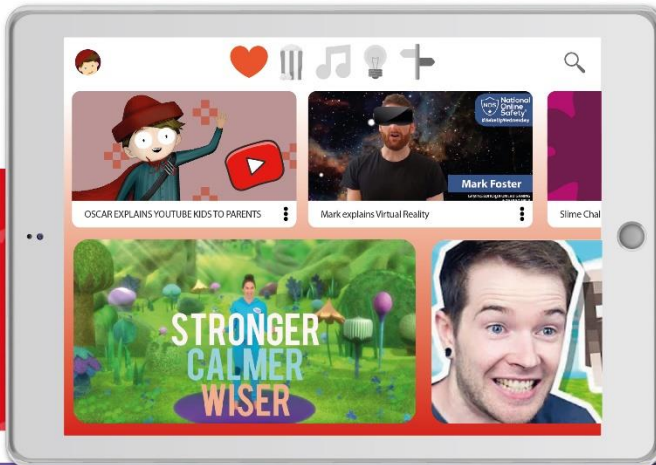 NOS
National
Online
Safety
#WakeUpWednesday
Mark Foster
OSCAR EXPLAINS YOUTUBE KIDS TO PARENTS
Mark explains Virtual Reality
Slime Chal
STRONGER
CALMER
WISER